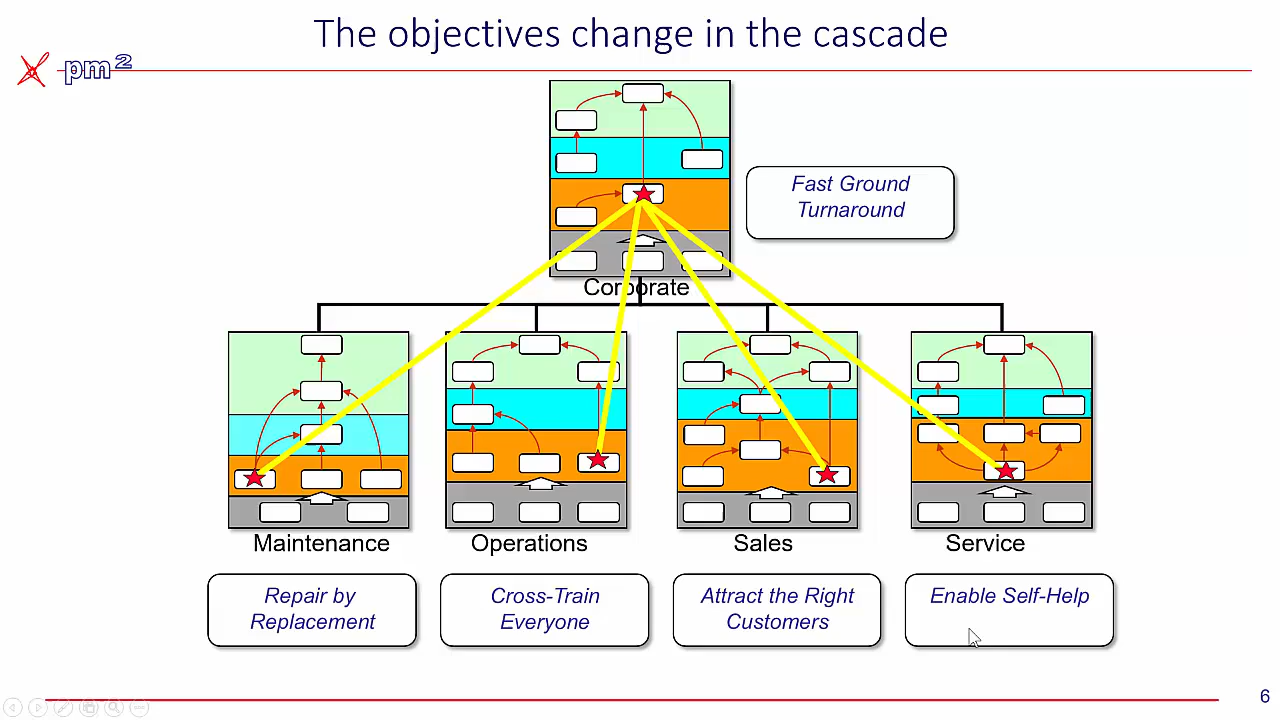 The objectives change in the cascade
pm²
Fast Ground
Turnaround
Corporate
Maintenance
Operations
Sales
Service
Repair by
Replacement
Cross-Train
Everyone
Attract the Right
Customers
Enable Self-Help
6